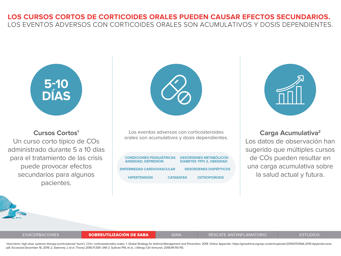 LOS CURSOS CORTOS DE CORTICOIDES ORALES PUEDEN CAUSAR EFECTOS SECUNDARIOS.
LOS EVENTOS ADVERSOS CON CORTICOIDES ORALES SON ACUMULATIVOS Y DOSIS DEPENDIENTES.
5-10
DÍAS
Cursos Cortos¹
Un curso corto típico de COs
administrado durante 5 a 10 días
para el tratamiento de las crisis
puede provocar efectos
secundarios para algunos
pacientes.
Los eventos adversos con corticosteroides
orales son acumulativos y dosis dependientes.
CONDICIONES PSIQUIÁTRICAS
ANSIEDAD, DEPRESIÓN
DESÓRDENES METABÓLICOS
DIABETES TIPO 2, OBESIDAD
ENFERMEDAD CARDIOVASCULAR
DESÓRDENES DISPÉPTICOS
HIPERTENSIÓN
CATARATAS
OSTEOPOROSIS
Carga Acumulativa²
Los datos de observación han
sugerido que múltiples cursos
de COs pueden resultar en
una carga acumulativa sobre
la salud actual y futura.
EXACERBACIONES
SOBREUTILIZACIÓN DE SABA
GINA
RESCATE ANTIINFLAMATORIO
ESTUDIOS